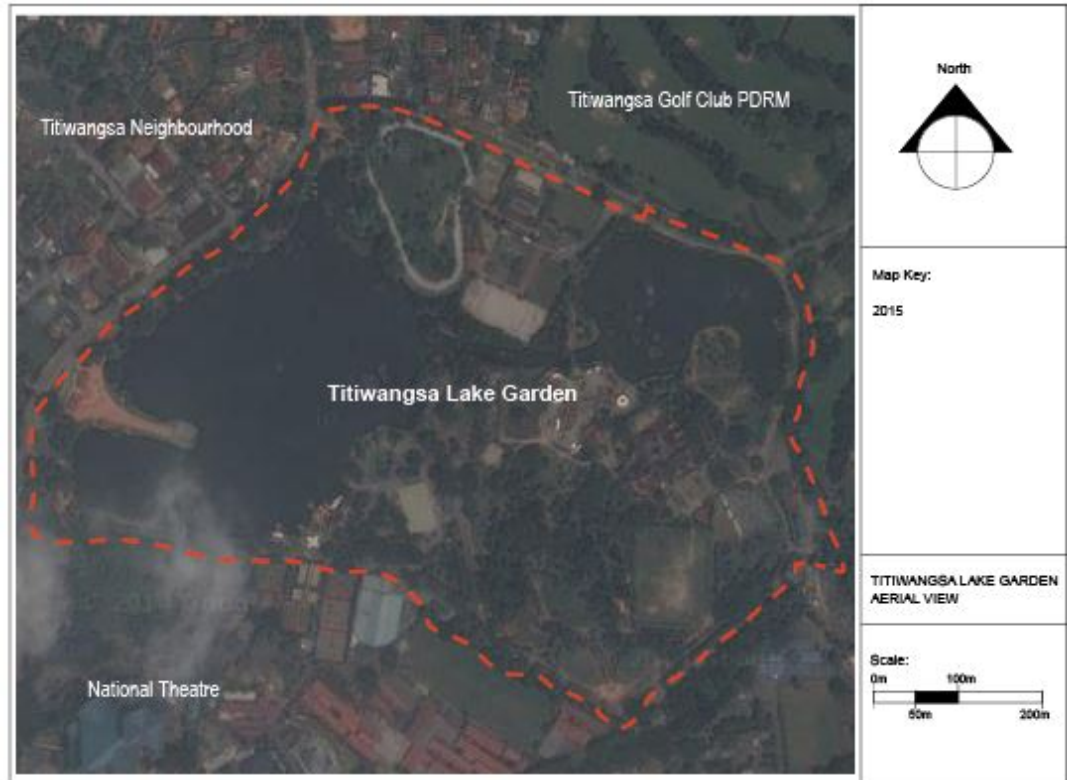 Titiwangsa Neighbourhood
Titiwangsa Golf Club PDRM
Titiwangsa Lake Garden
National Theatre
North
Map Key:
2015
TITIWANGSA LAKE GARDEN
AERIAL VIEW
Scale:
0m 100m
50m 200m